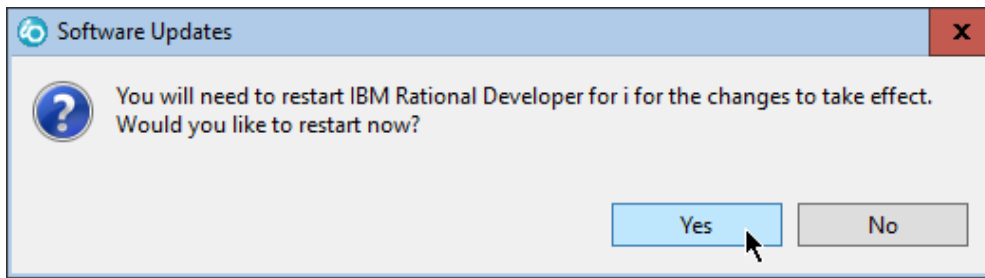 Software Updates
You will need to restart IBM Rational Developer for i for the changes to take effect.
Would you like to restart now?
Yes
No